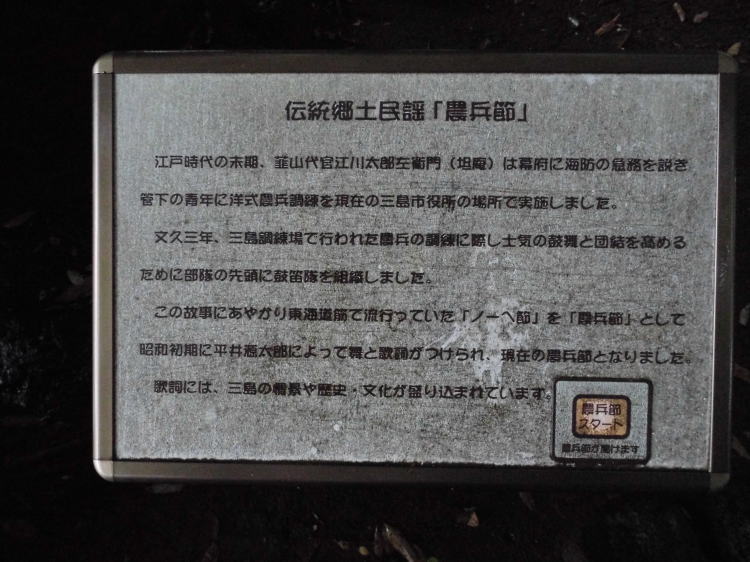 伝統郷土民謡「農兵節」
江戸時代の末期、韮山代官江川太郎左衛門（坦庵）は幕府に海防の急務を説き
管下の青年に洋式農兵調練を現在の三島市役所の場所で実施しました。
文久三年、三島調練場で行われた農兵の調練に際し士気の鼓舞と団結を高める
ために部隊の先頭に鼓笛隊を組織しました。
この故事にあやかり東海道筋で流行っていた「ノーヘ節」を「農兵節」として
昭和初期に平井源太郎によって舞と歌詞がつけられ、現在の農兵節となりました。
歌詞には、三島の情景や歴史・文化が盛り込まれています。
農兵節
スタート
農兵節が聞けます